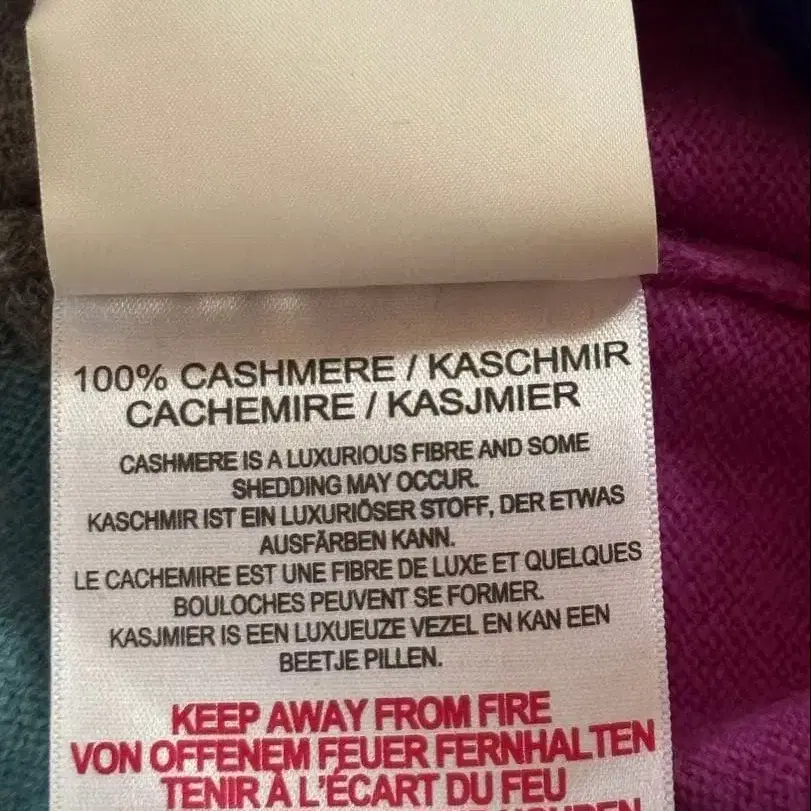 100% CASHMERE / KASCHMIR
CACHEMIRE / KASJMIER
CASHMERE IS A LUXURIOUS FIBRE AND SOME
SHEDDING MAY OCCUR.
KASCHMIR IST EIN LUXURIÖSER STOFF, DER ETWAS
AUSFÄRBEN KANN.
LE CACHEMIRE EST UNE FIBRE DE LUXE ET QUELQUES
BOULOCHES PEUVENT SE FORMER.
KASJMIER IS EEN LUXUEUZE VEZEL EN KAN EEN
BEETJE PILLEN.
KEEP AWAY FROM FIRE
VON OFFENEM FEUER FERNHALTEN
TENIR À L'ÉCART DU FEU